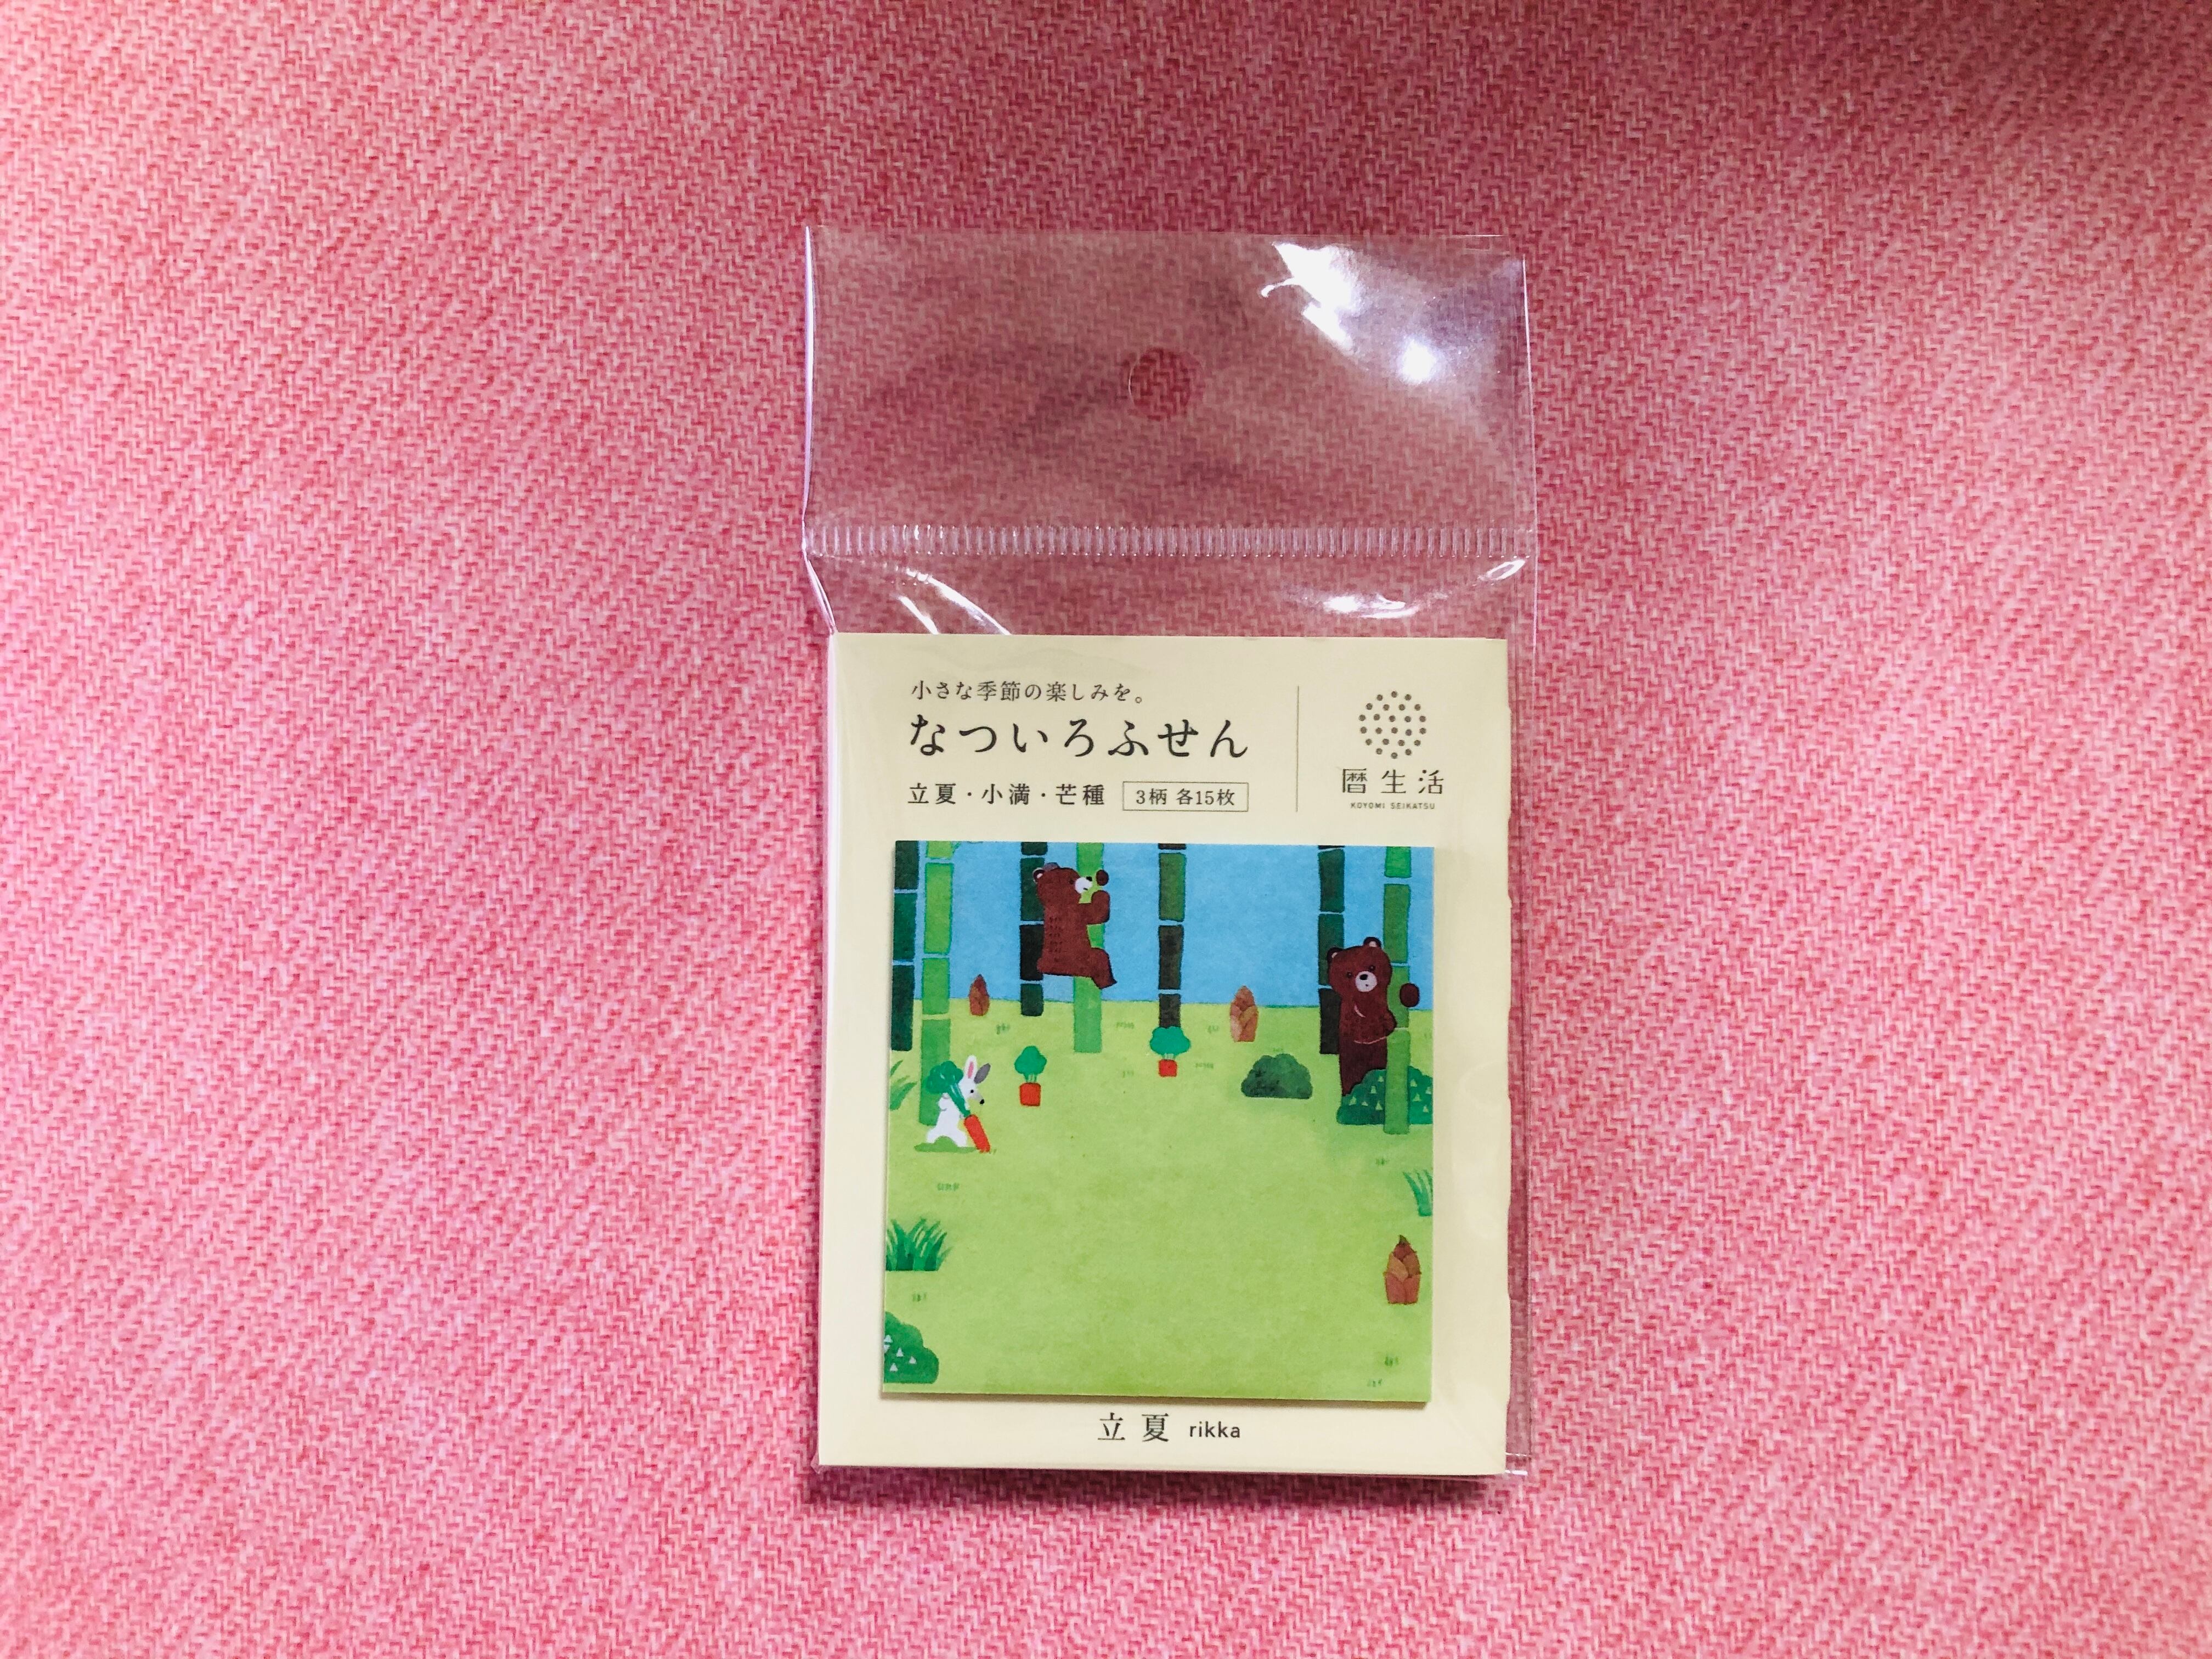 小さな季節の楽しみを。
なついろふせん
立夏・小満・芒種 3柄 各15枚
暦生活
KOYOMI SEIKATSU
立夏 rikka